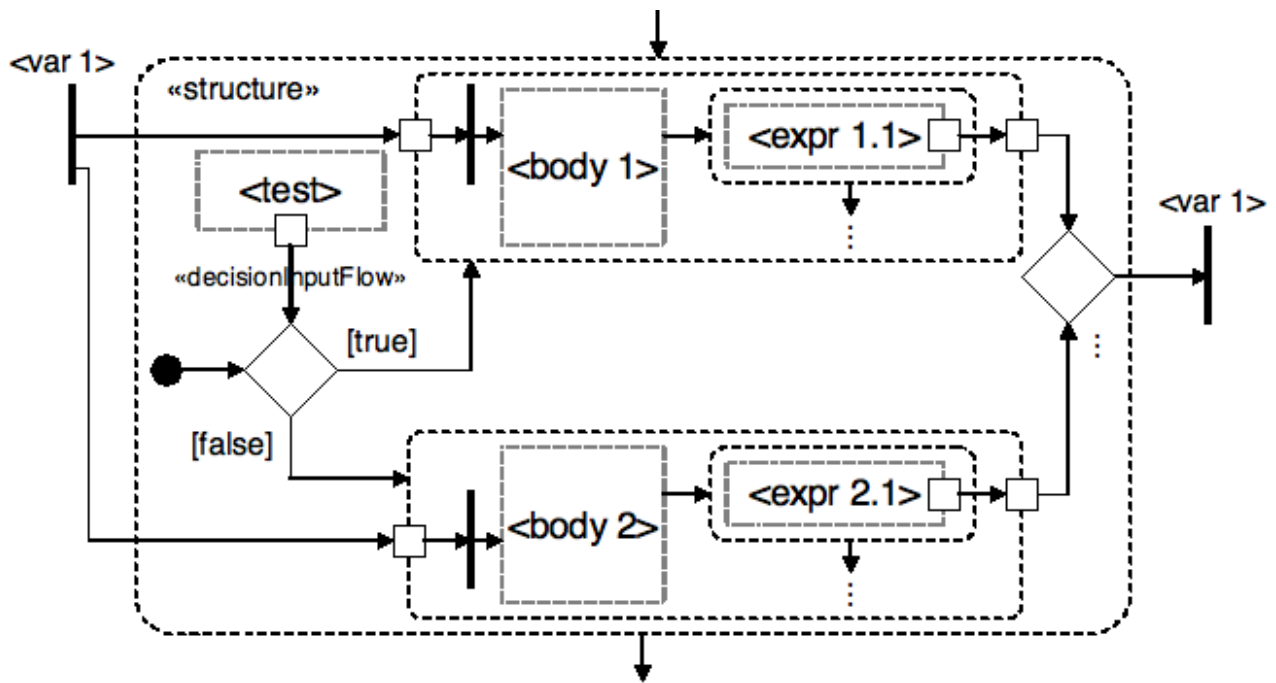 <var 1>
«structure»
<test>
«decisionInputFlow»
<body 1>
<expr 1.1>
...
<var 1>
[true]
[false]
...
<body 2>
<expr 2.1>
...